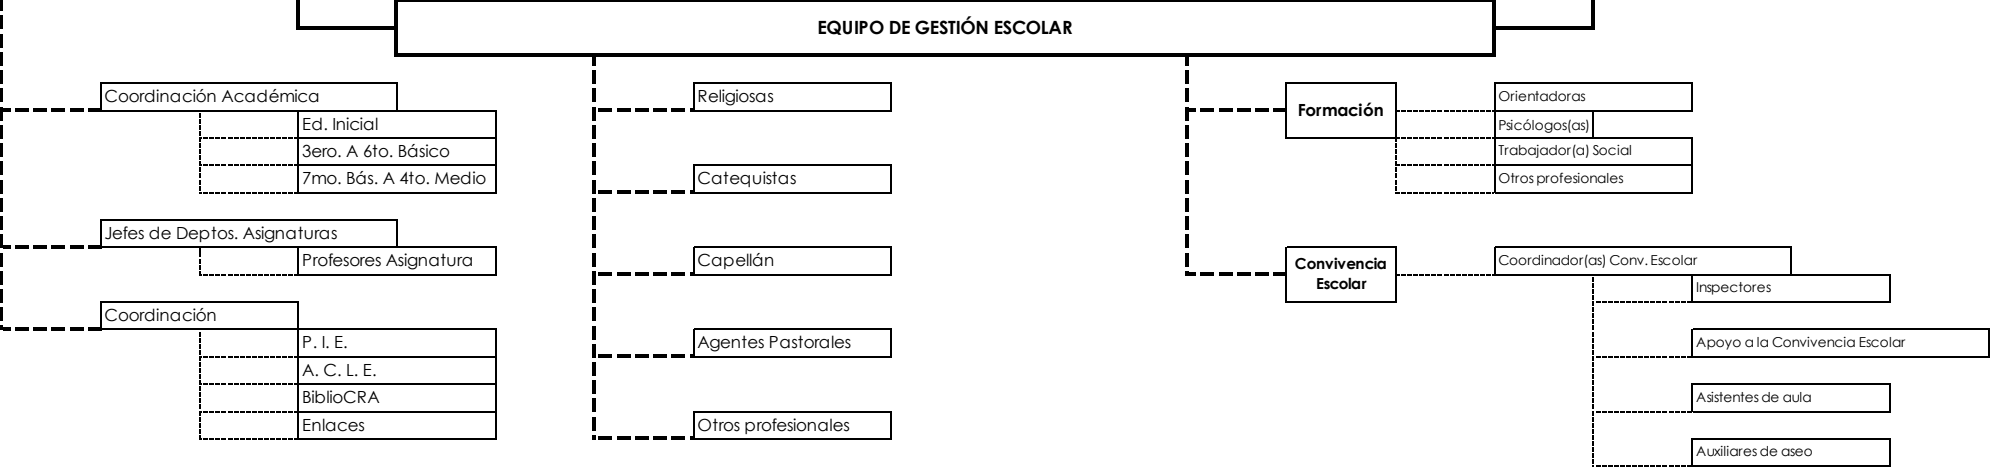 EQUIPO DE GESTIÓN ESCOLAR
Coordinación Académica
Ed. Inicial
3ero. A 6to. Básico
7mo. Bás. A 4to. Medio
Jefes de Deptos. Asignaturas
Profesores Asignatura
Coordinación
P. I. E.
A. C. L. E.
BiblioCRA
Enlaces
Religiosas
Catequistas
Capellán
Agentes Pastorales
Otros profesionales
Formación
Orientadoras
Psicólogos(as)
Trabajador(a) Social
Otros profesionales
Convivencia
Escolar
Coordinador(as) Conv. Escolar
Inspectores
Apoyo a la Convivencia Escolar
Asistentes de aula
Auxiliares de aseo